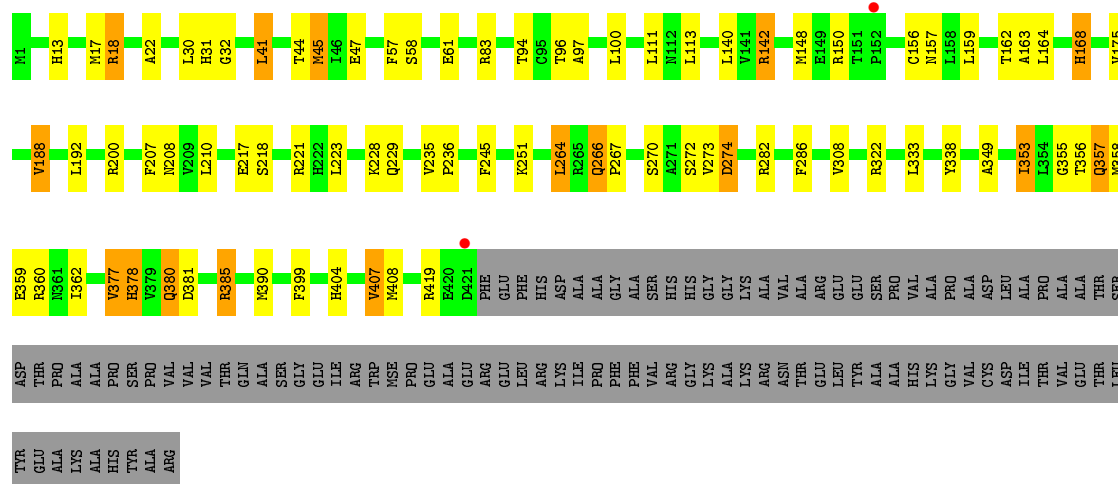 M1 H13 M17 R18 A22 L30 H31 G32 L41 T44 M45 I46 E47 F57 S58 E61 R83 T94 C95 T96 A97 L100 L111 N112 L113 L140 V141 R142 M148 E149 R150 T151 P152 C156 N157 L158 L159 T162 A163 L164 H168 V175
V188 L192 R200 F207 N208 V209 L210 E217 S218 R221 H222 L223 K228 Q229 V235 P236 F245 K251 L264 R265 Q266 P267 S270 A271 S272 V273 D274 R282 F286 V308 R322 L333 Y338 A349 I353 L354 G355 T356 Q357 M358
E359 R360 N361 I362 V377 H378 V379 Q380 D381 R385 M390 F399 H404 V407 M408 R419 E420 D421 PHE GLU PHE HIS ASP ALA ALA GLY ALA SER HIS HIS GLY GLY LYS ALA VAL ALA ARG GLU GLU SER PRO VAL ALA PRO ALA ASP LEU ALA PRO ALA ALA THR SER
ASP THR PRO ALA ALA PRO SER PRO VAL VAL VAL THR GLN ALA SER GLY GLU ILE ARG TRP MSE PRO GLU ALA GLU ARG GLU LEU ARG LYS ILE PRO PHE PHE VAL ARG GLY LYS ALA LYS ARG ASN THR GLU LEU TYR ALA ALA HIS LYS GLY VAL CYS ASP ILE THR VAL GLU THR LEU
TYR GLU ALA LYS ALA HIS TYR ALA ARG